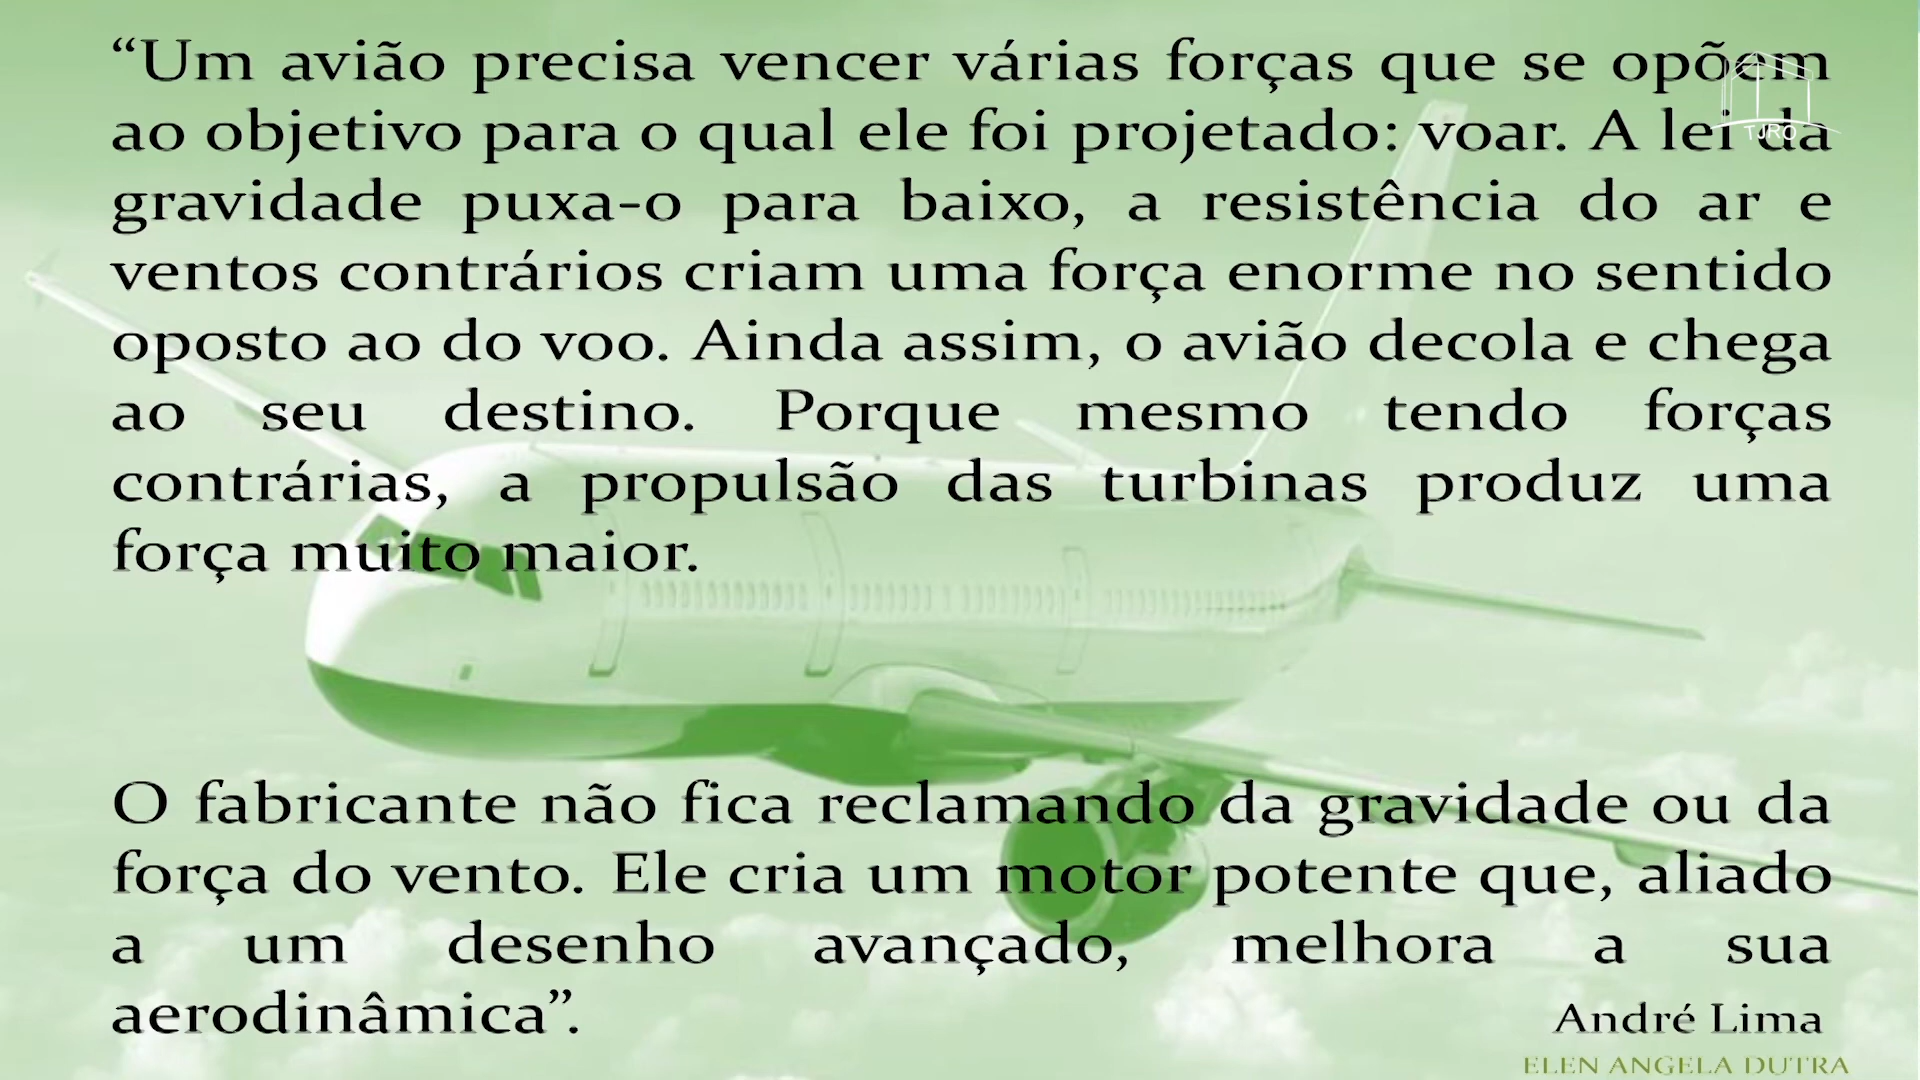 “Um avião precisa vencer várias forças que se opõem
ao objetivo para o qual ele foi projetado: voar. A lei da
gravidade puxa-o para baixo, a resistência do ar e
ventos contrários criam uma força enorme no sentido
oposto ao do voo. Ainda assim, o avião decola e chega
ao seu destino. Porque mesmo tendo forças
contrárias, a propulsão das turbinas produz uma
força muito maior.
O fabricante não fica reclamando da gravidade ou da
força do vento. Ele cria um motor potente que, aliado
a um desenho avançado, melhora a sua
aerodinâmica”.
André Lima
ELEN ANGELA DUTRA
TJRO